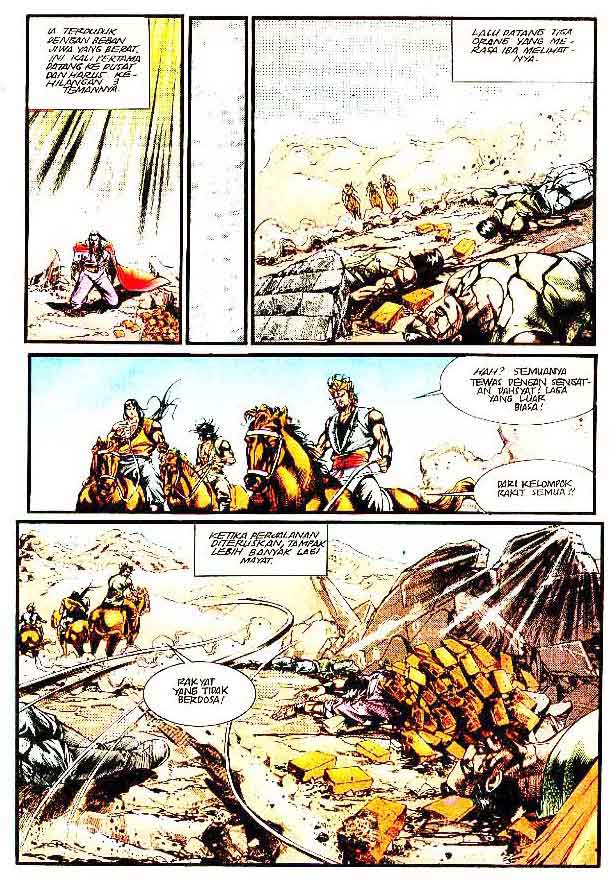 IA TERDUDUK
DENGAN BEBAN
JIWA YANG BERAT.
INI KALI PERTAMA
DATANG KE PUSAT
DAN HARUS KE-
HILANGAN 3
TEMANNYA.
LALU DATANG TIGA
ORANG YANG ME-
RASA IBA MELIHAT-
NYA.
HAH? SEMUANYA
TEWAS DENGAN SENGAT-
AN DAHSYAT! LAGA
YANG LUAR
BIASA!
DARI KELOMPOK
RAKIT SEMUA?!
KETIKA PERJALANAN
DITERUSKAN, TAMPAK
LEBIH BANYAK LAGI
MAYAT.
RAKYAT
YANG TIDAK
BERDOSA!